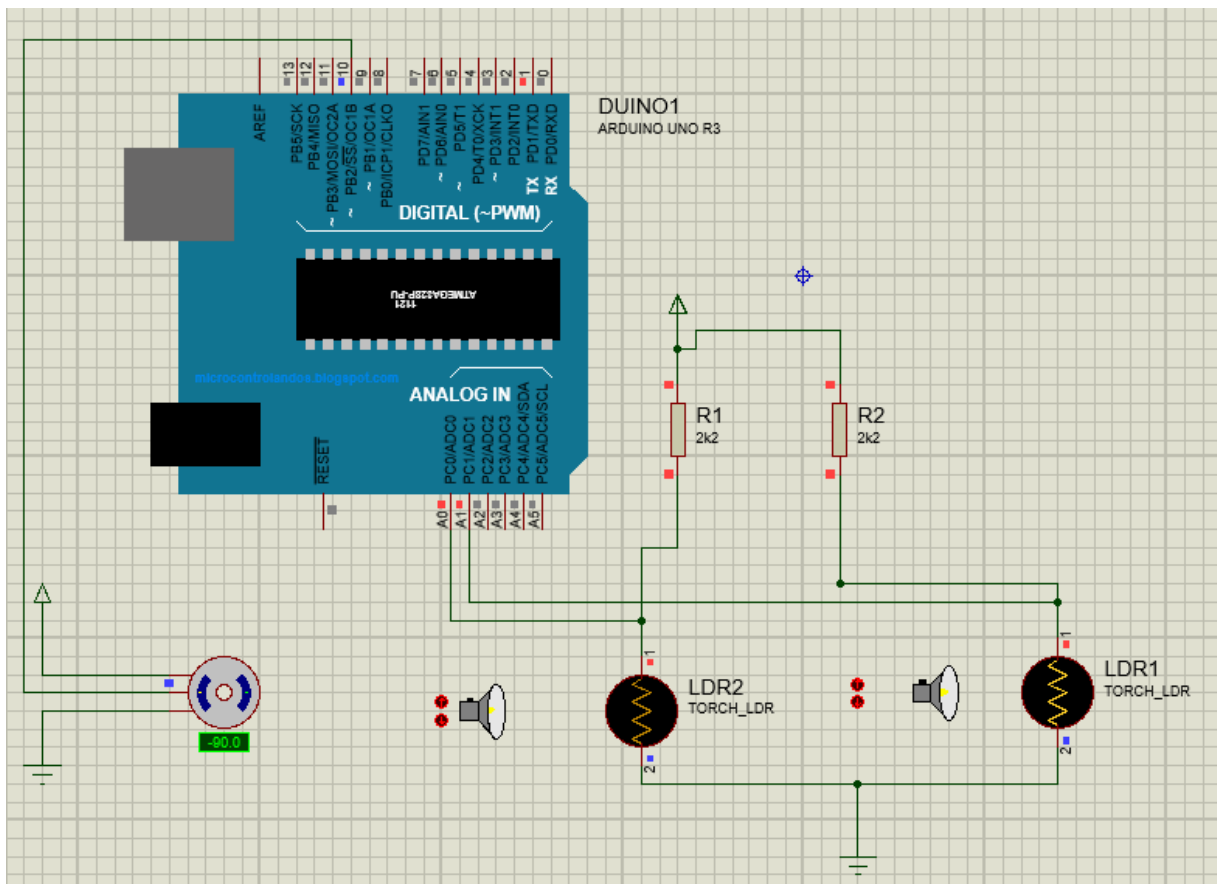 13
12
11
10
9
8
7
6
5
4
3
2
1
0
AREF
PB5/SCK
PB4/MISO
PB3/MOSI/OC2A
PB2/SS/OC1B
PB1/OC1A
PB0/ICP1/CLKO
PD7/AIN1
PD6/AIN0
PD5/T1
PD4/T0/XCK
PD3/INT1
PD2/INT0
PD1/TXD
PD0/RXD
~
~
~
~
~
~
TX
RX
DIGITAL (~PWM)
DUINO1
ARDUINO UNO R3
1121
ATMEGA328P-PU
microcontrolandos.blogspot.com
ANALOG IN
RESET
PC0/ADC0
PC1/ADC1
PC2/ADC2
PC3/ADC3
PC4/ADC4/SDA
PC5/ADC5/SCL
A0
A1
A2
A3
A4
A5
R1
2k2
R2
2k2
1
LDR2
TORCH_LDR
2
1
LDR1
TORCH_LDR
2
-90.0